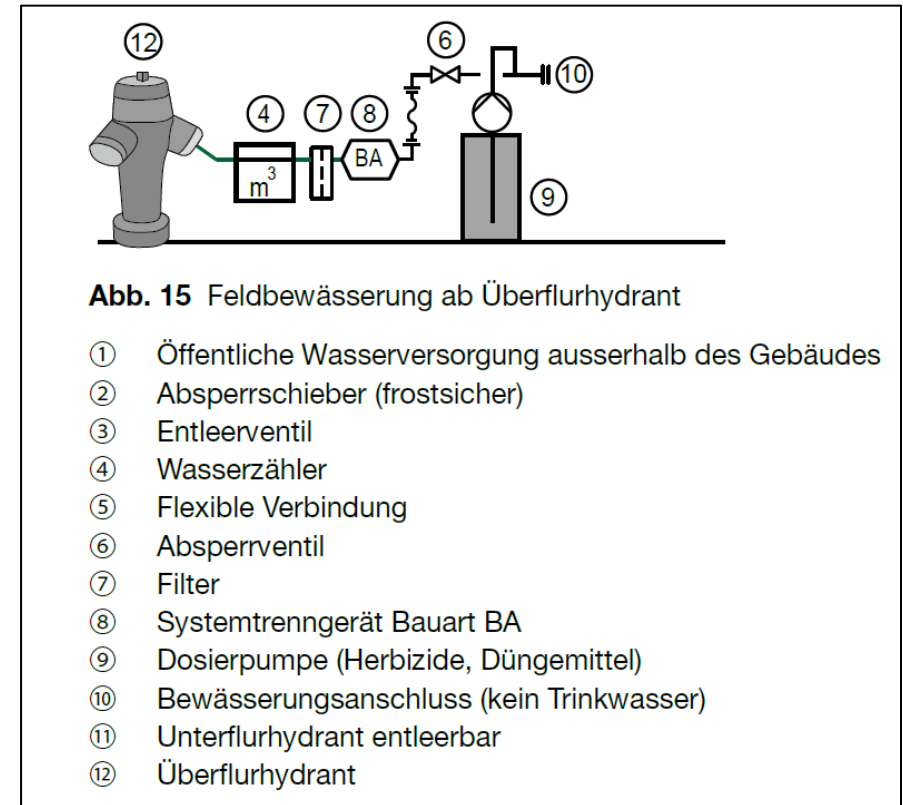 ⑫
⑥
④ ⑦ ⑧ ⑩
m³ BA
⑨
Abb. 15 Feldbewässerung ab Überflurhydrant
① Öffentliche Wasserversorgung ausserhalb des Gebäudes
② Absperrschieber (frostsicher)
③ Entleerventil
④ Wasserzähler
⑤ Flexible Verbindung
⑥ Absperrventil
⑦ Filter
⑧ Systemtrenngerät Bauart BA
⑨ Dosierpumpe (Herbizide, Düngemittel)
⑩ Bewässerungsanschluss (kein Trinkwasser)
⑪ Unterflurhydrant entleerbar
⑫ Überflurhydrant